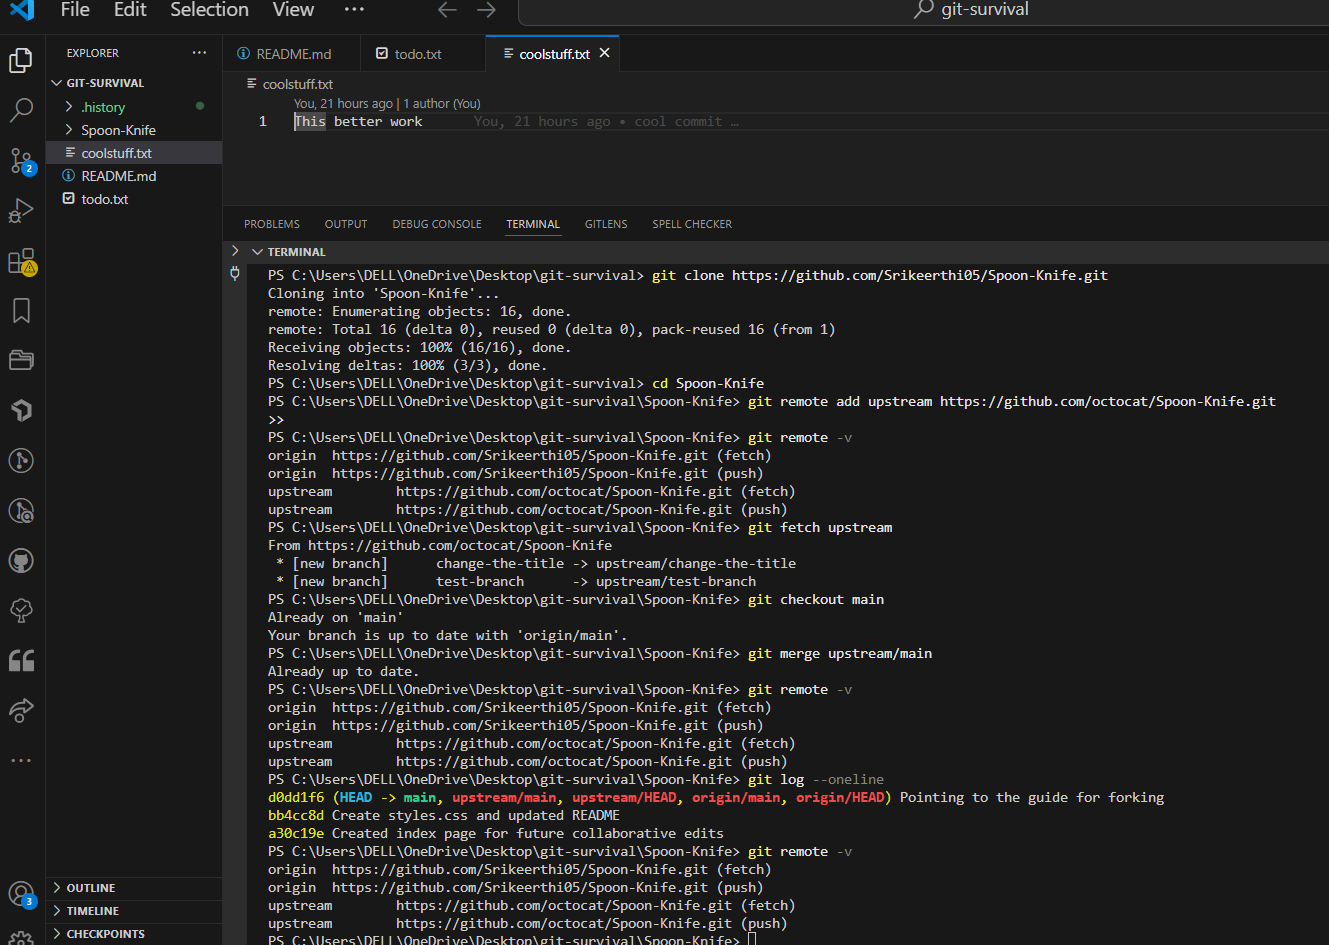 File Edit Selection View ··· git-survival
EXPLORER ···
GIT-SURVIVAL
.history
Spoon-Knife
coolstuff.txt
README.md
todo.txt
2
3
OUTLINE
TIMELINE
CHECKPOINTS
README.md todo.txt coolstuff.txt
coolstuff.txt
You, 21 hours ago | 1 author (You)
1 This better work You, 21 hours ago • cool commit …
PROBLEMS OUTPUT DEBUG CONSOLE TERMINAL GITLENS SPELL CHECKER
TERMINAL
PS C:\Users\DELL\OneDrive\Desktop\git-survival> git clone https://github.com/Srikeerthi05/Spoon-Knife.git
Cloning into 'Spoon-Knife'...
remote: Enumerating objects: 16, done.
remote: Total 16 (delta 0), reused 0 (delta 0), pack-reused 16 (from 1)
Receiving objects: 100% (16/16), done.
Resolving deltas: 100% (3/3), done.
PS C:\Users\DELL\OneDrive\Desktop\git-survival> cd Spoon-Knife
PS C:\Users\DELL\OneDrive\Desktop\git-survival\Spoon-Knife> git remote add upstream https://github.com/octocat/Spoon-Knife.git
>>
PS C:\Users\DELL\OneDrive\Desktop\git-survival\Spoon-Knife> git remote -v
origin https://github.com/Srikeerthi05/Spoon-Knife.git (fetch)
origin https://github.com/Srikeerthi05/Spoon-Knife.git (push)
upstream https://github.com/octocat/Spoon-Knife.git (fetch)
upstream https://github.com/octocat/Spoon-Knife.git (push)
PS C:\Users\DELL\OneDrive\Desktop\git-survival\Spoon-Knife> git fetch upstream
From https://github.com/octocat/Spoon-Knife
* [new branch] change-the-title -> upstream/change-the-title
* [new branch] test-branch -> upstream/test-branch
PS C:\Users\DELL\OneDrive\Desktop\git-survival\Spoon-Knife> git checkout main
Already on 'main'
Your branch is up to date with 'origin/main'.
PS C:\Users\DELL\OneDrive\Desktop\git-survival\Spoon-Knife> git merge upstream/main
Already up to date.
PS C:\Users\DELL\OneDrive\Desktop\git-survival\Spoon-Knife> git remote -v
origin https://github.com/Srikeerthi05/Spoon-Knife.git (fetch)
origin https://github.com/Srikeerthi05/Spoon-Knife.git (push)
upstream https://github.com/octocat/Spoon-Knife.git (fetch)
upstream https://github.com/octocat/Spoon-Knife.git (push)
PS C:\Users\DELL\OneDrive\Desktop\git-survival\Spoon-Knife> git log --oneline
d0dd1f6 (HEAD -> main, upstream/main, upstream/HEAD, origin/main, origin/HEAD) Pointing to the guide for forking
bb4cc8d Create styles.css and updated README
a30c19e Created index page for future collaborative edits
PS C:\Users\DELL\OneDrive\Desktop\git-survival\Spoon-Knife> git remote -v
origin https://github.com/Srikeerthi05/Spoon-Knife.git (fetch)
origin https://github.com/Srikeerthi05/Spoon-Knife.git (push)
upstream https://github.com/octocat/Spoon-Knife.git (fetch)
upstream https://github.com/octocat/Spoon-Knife.git (push)
PS C:\Users\DELL\OneDrive\Desktop\git-survival\Spoon-Knife>